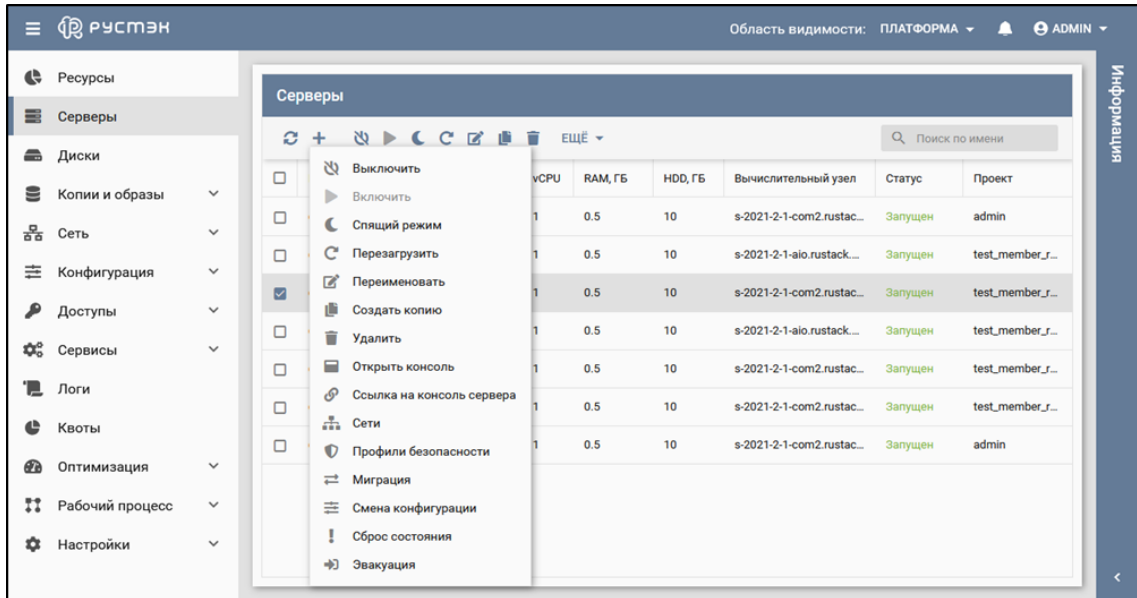 РУСТЭК
Область видимости: ПЛАТФОРМА
ADMIN
Ресурсы
Серверы
Диски
Копии и образы
Сеть
Конфигурация
Доступы
Сервисы
Логи
Квоты
Оптимизация
Рабочий процесс
Настройки
Серверы
ЕЩЁ
Поиск по имени
vCPU RAM, ГБ HDD, ГБ Вычислительный узел Статус Проект
1 0.5 10 s-2021-2-1-com2.rustac... Запущен admin
1 0.5 10 s-2021-2-1-aio.rustack.... Запущен test_member_r...
1 0.5 10 s-2021-2-1-com2.rustac... Запущен test_member_r...
1 0.5 10 s-2021-2-1-aio.rustack.... Запущен test_member_r...
1 0.5 10 s-2021-2-1-com2.rustac... Запущен test_member_r...
1 0.5 10 s-2021-2-1-com2.rustac... Запущен test_member_r...
1 0.5 10 s-2021-2-1-com2.rustac... Запущен admin
Выключить
Включить
Спящий режим
Перезагрузить
Переименовать
Создать копию
Удалить
Открыть консоль
Ссылка на консоль сервера
Сети
Профили безопасности
Миграция
Смена конфигурации
Сброс состояния
Эвакуация
Информация